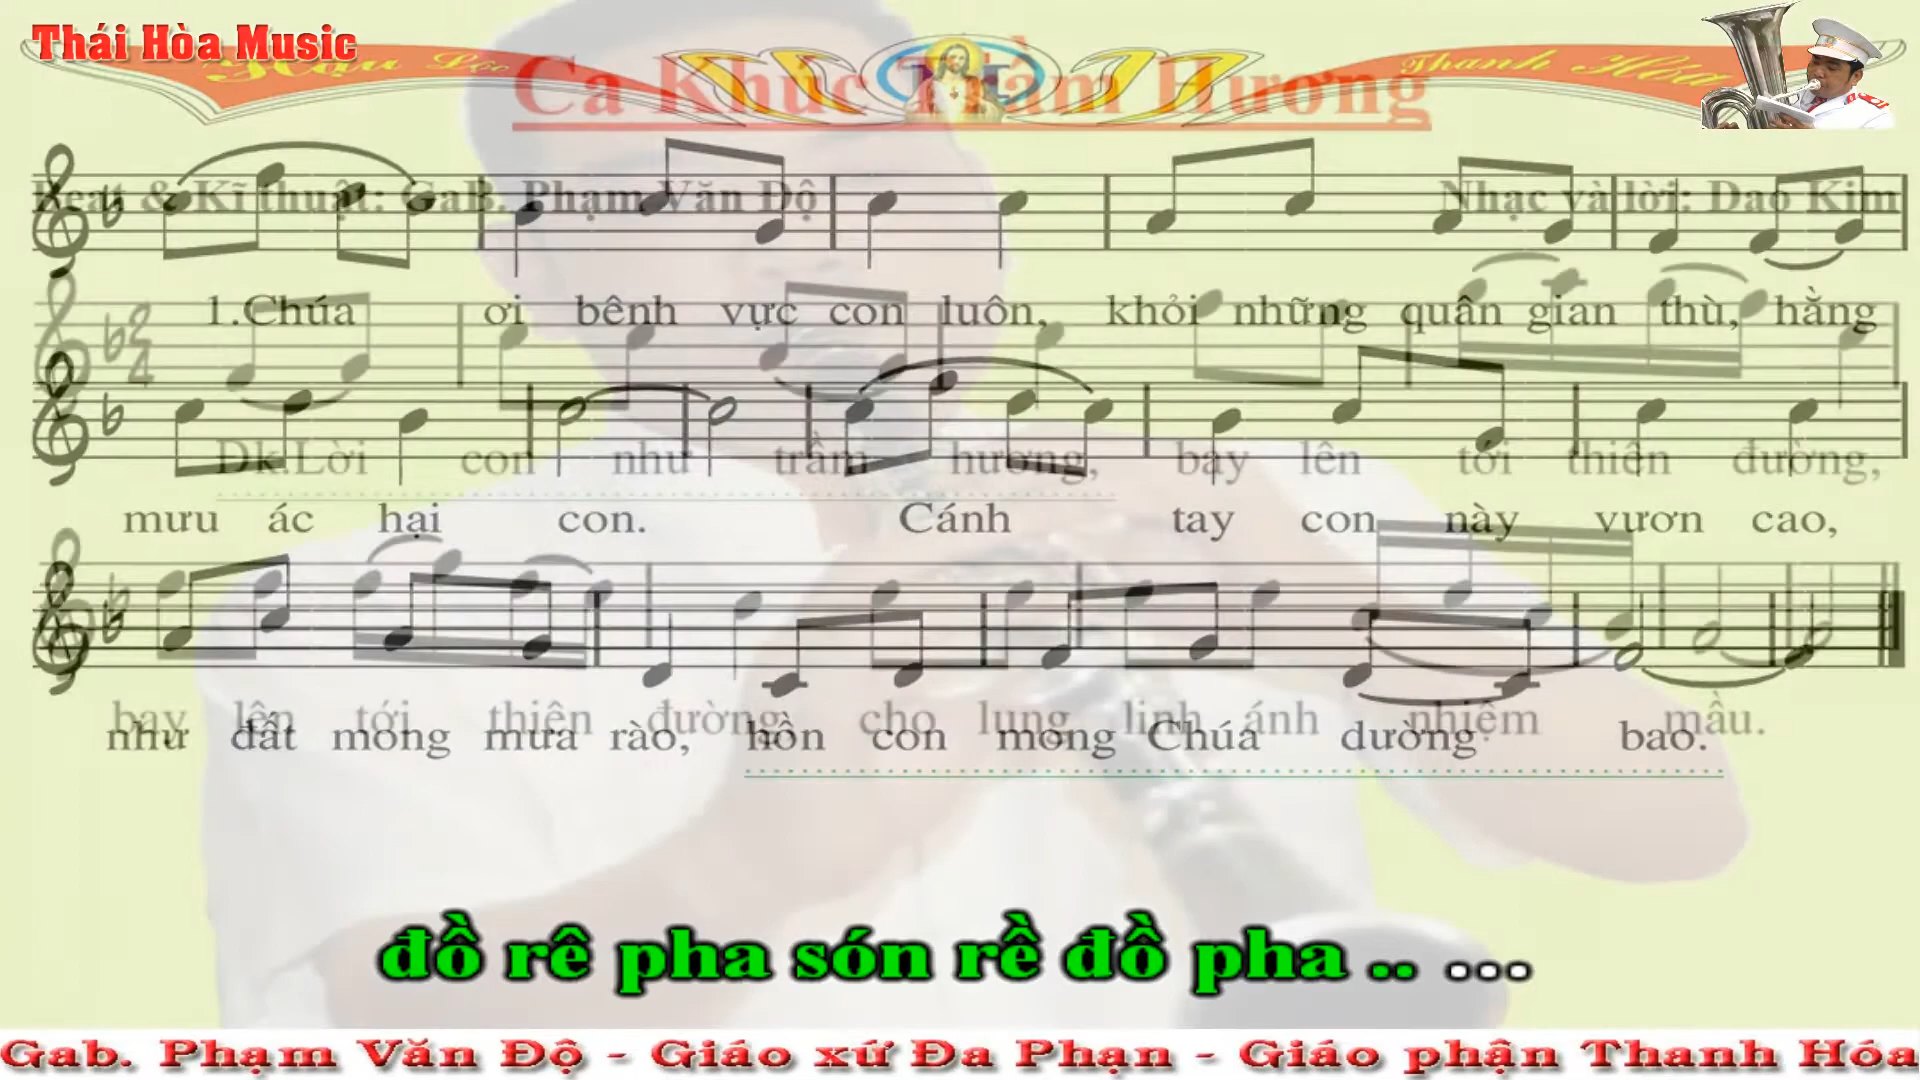 Thái Hòa Music
Hậu Lộc
Thanh Hóa
Ca Khúc Trầm Hương
Beat & Kĩ thuật: GaB. Phạm Văn Độ
Nhạc và lời: Dao Kim
1.Chúa ơi bênh vực con luôn, khỏi những quân gian thù, hằng
Đk.Lời con như trầm hương, bay lên tới thiên đường,
mưu ác hại con. Cánh tay con này vươn cao,
bay lên tới thiên đường cho lung linh ánh nhiệm mầu.
như đất mong mưa rào, hồn con mong Chúa dường bao.
đồ rê pha són rề đồ pha .. ...
Gab. Phạm Văn Độ - Giáo xứ Đa Phạn - Giáo phận Thanh Hóa